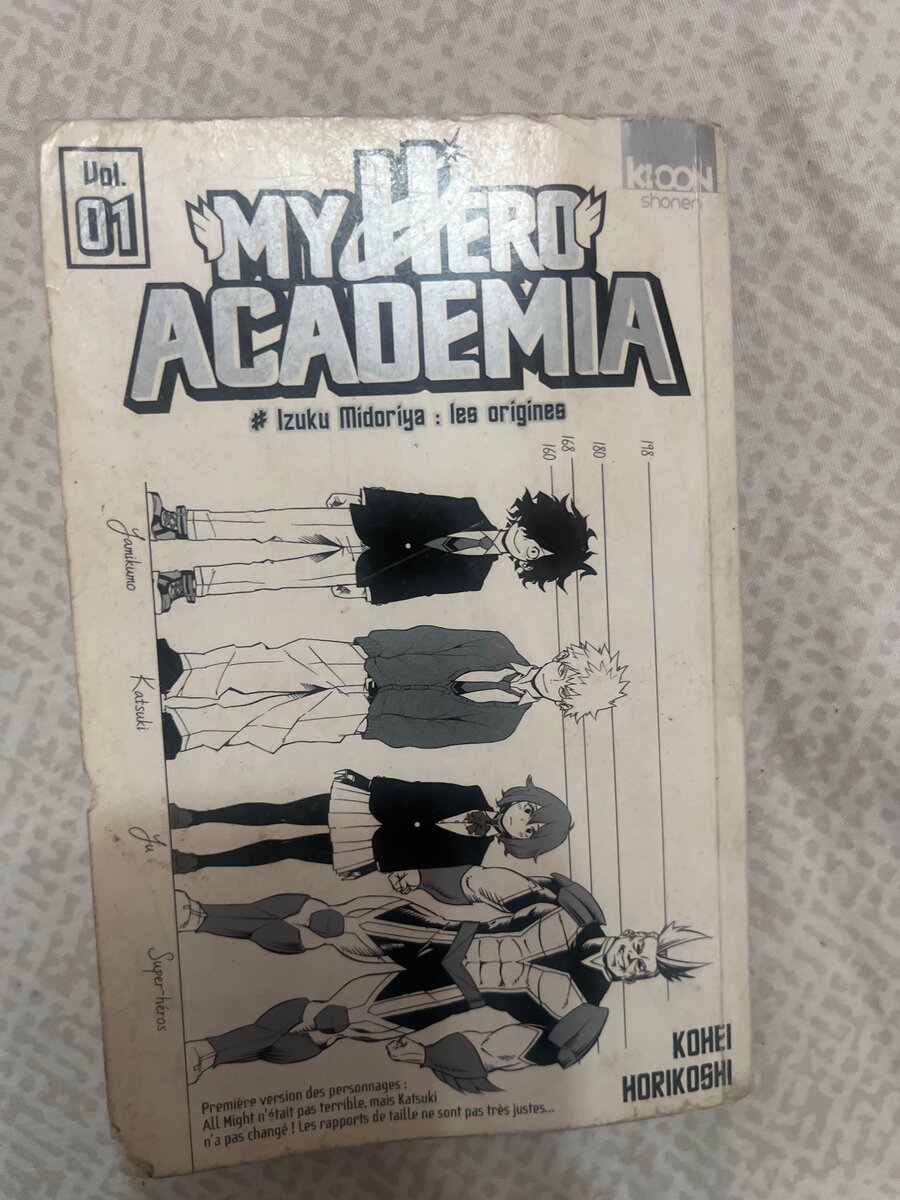 Vol.
01
KI-OON
shonen
MY HERO
ACADEMIA
# Izuku Midoriya : les origines
160
168
180
198
Yamikumo
Katsuki
Yu
Super-héros
KOHEI
HORIKOSHI
Première version des personnages :
All Might n'était pas terrible, mais Katsuki
n'a pas changé ! Les rapports de taille ne sont pas très justes...